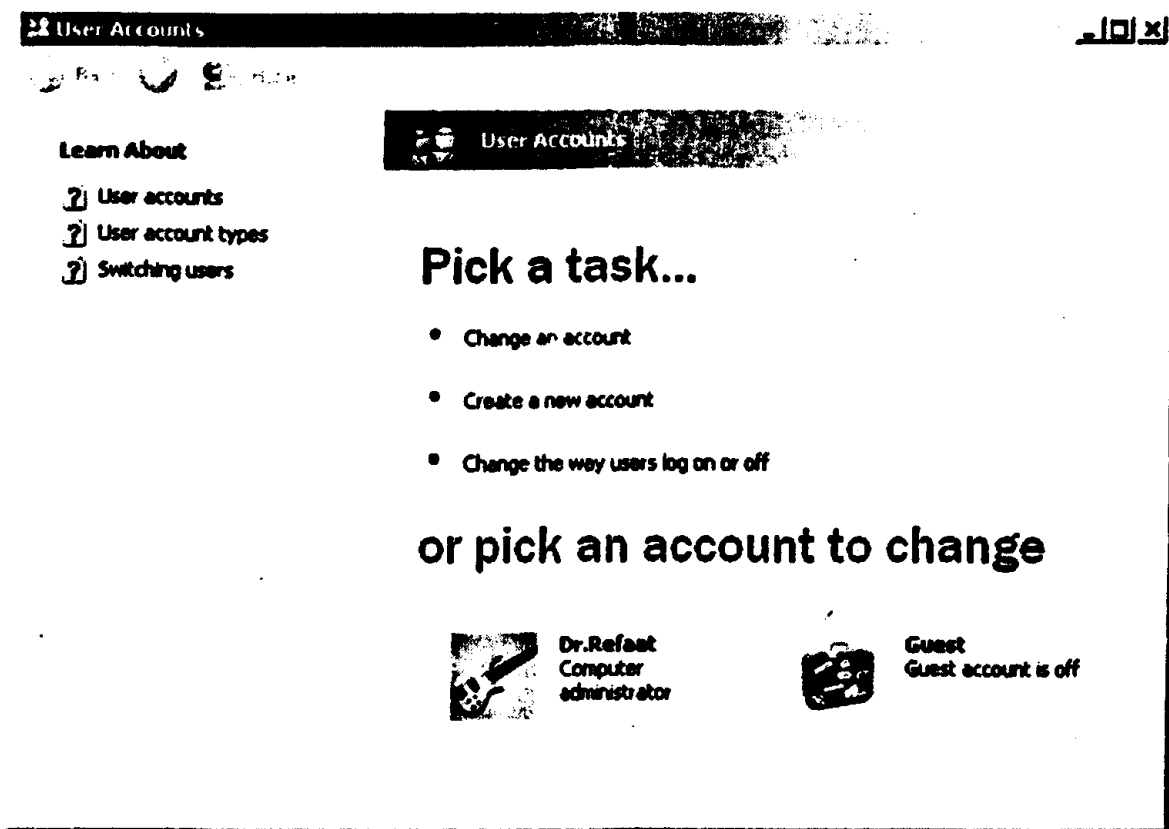 User Accounts
Learn About
User accounts
User account types
Switching users
User Accounts
Pick a task...
Change an account
Create a new account
Change the way users log on or off
or pick an account to change
Dr.Refaat
Computer
administrator
Guest
Guest account is off